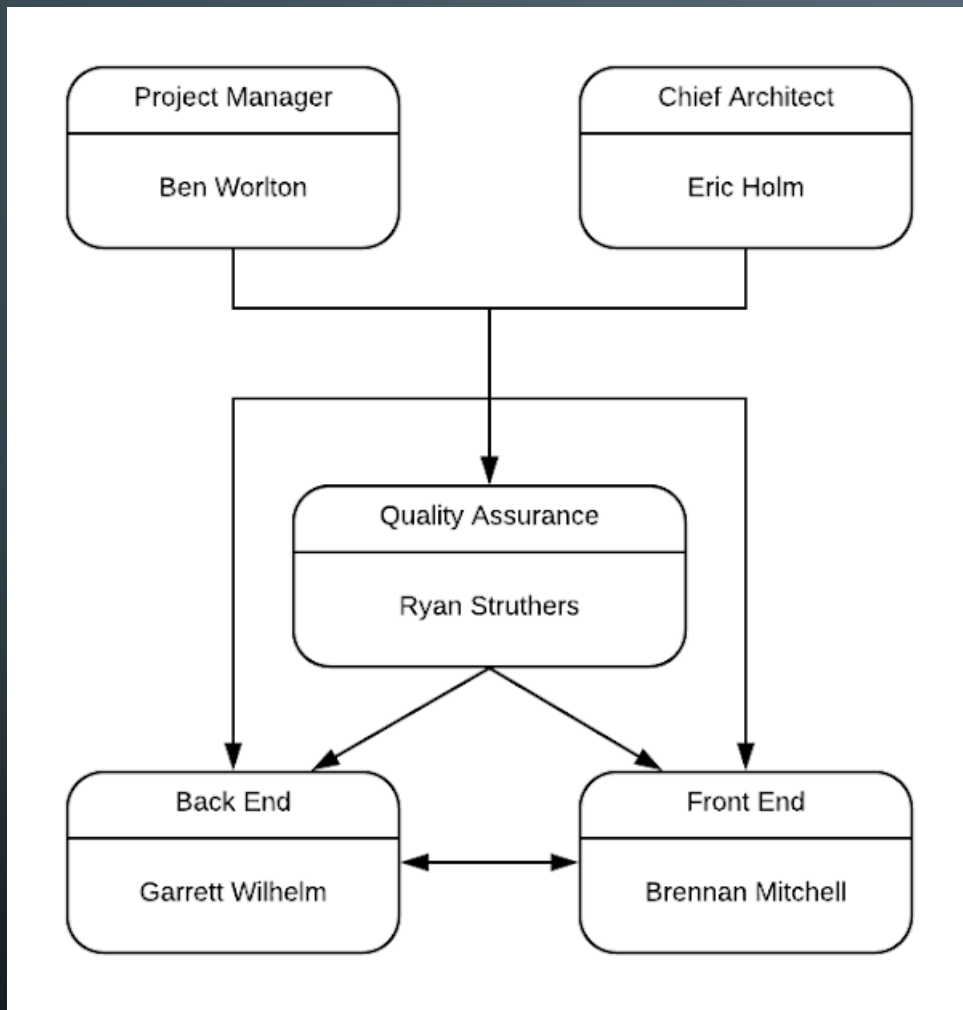 Project Manager
Ben Worlton
Chief Architect
Eric Holm
Quality Assurance
Ryan Struthers
Back End
Garrett Wilhelm
Front End
Brennan Mitchell